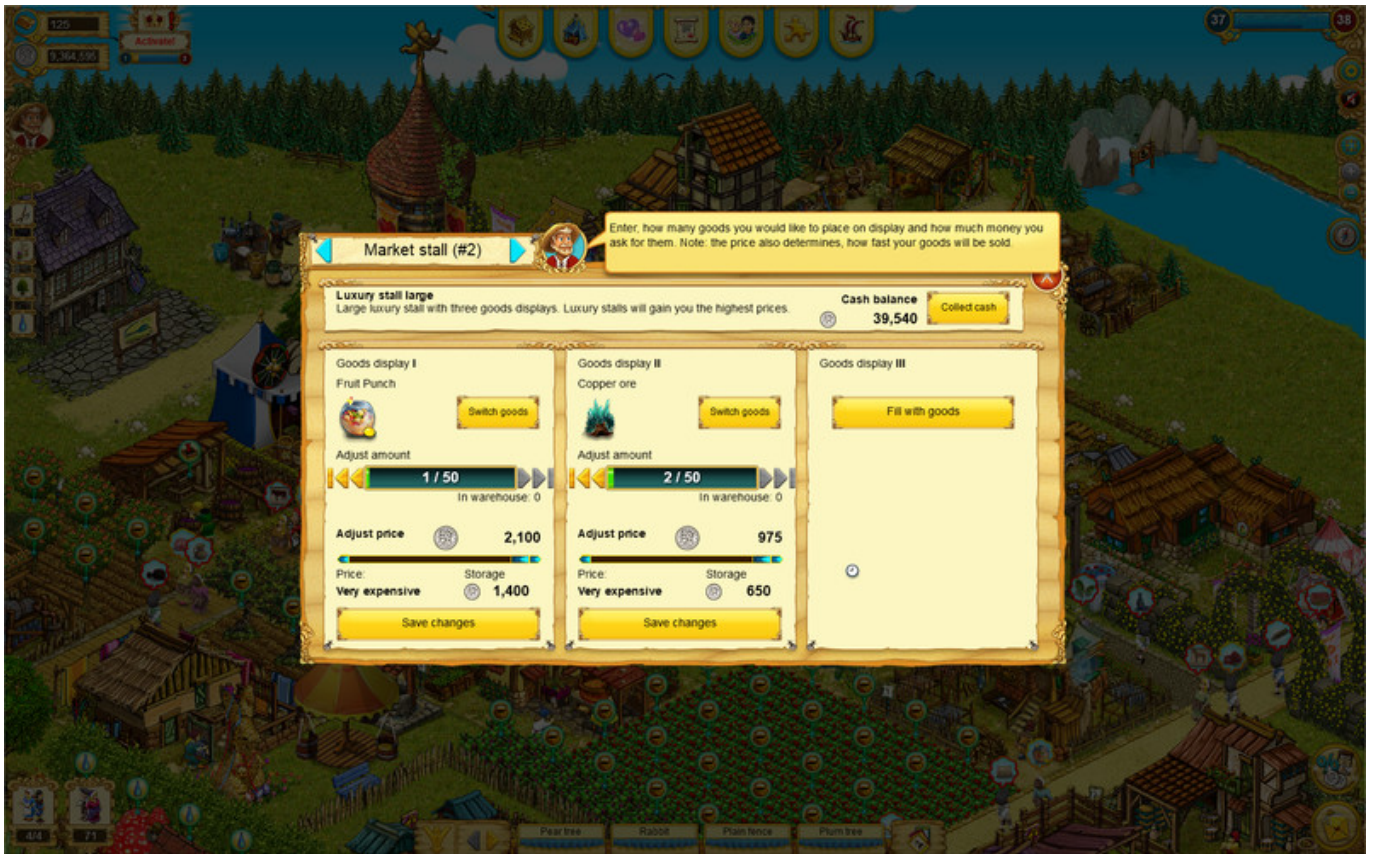 125
9,364,595
Activate!
37
38
Enter, how many goods you would like to place on display and how much money you
ask for them. Note: the price also determines, how fast your goods will be sold.
Market stall (#2)
Luxury stall large
Large luxury stall with three goods displays. Luxury stalls will gain you the highest prices.
Cash balance
39,540
Collect cash
Goods display I
Fruit Punch
Switch goods
Adjust amount
1 / 50
In warehouse: 0
Adjust price
2,100
Price:
Storage
Very expensive
1,400
Save changes
Goods display II
Copper ore
Switch goods
Adjust amount
2 / 50
In warehouse: 0
Adjust price
975
Price:
Storage
Very expensive
650
Save changes
Goods display III
Fill with goods
4/4
Pear tree
Rabbit
Plain fence
Plum tree